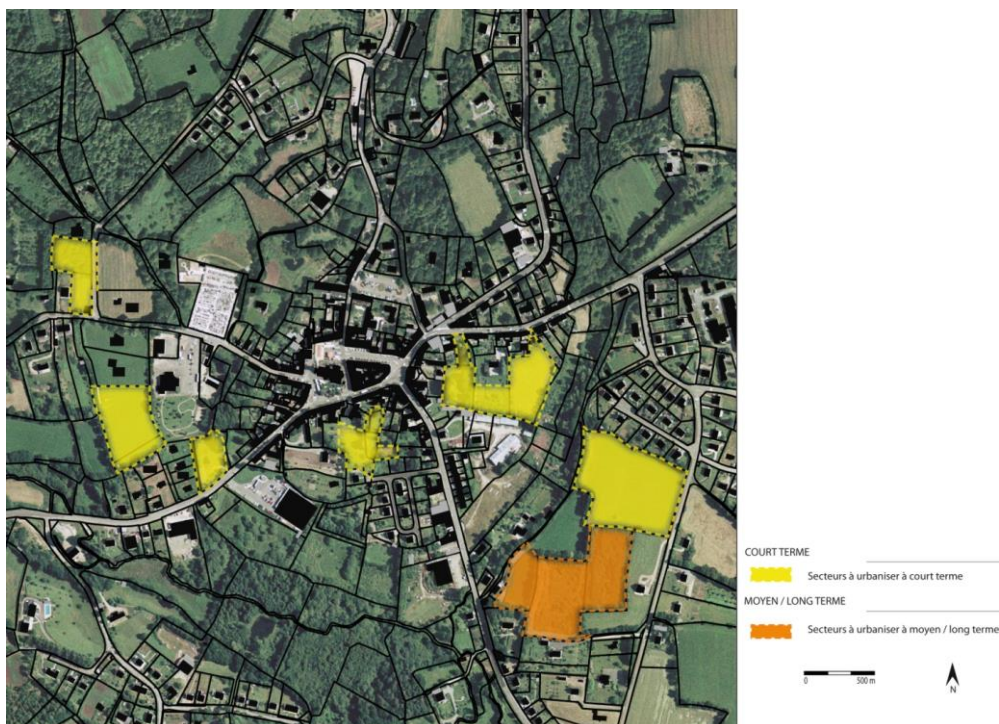 COURT TERME
Secteurs à urbaniser à court terme
MOYEN / LONG TERME
Secteurs à urbaniser à moyen / long terme
0 500 m
N